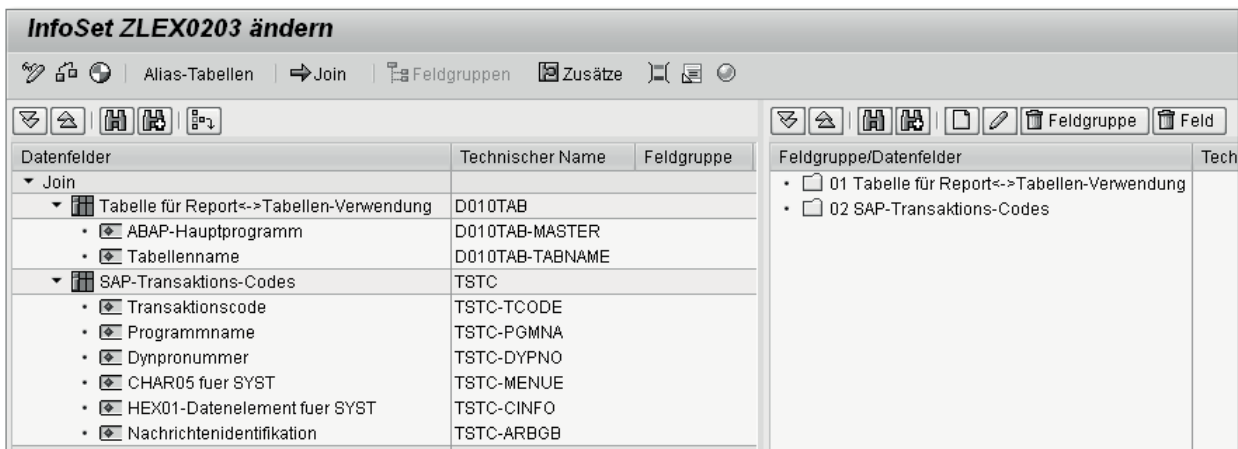 InfoSet ZLEX0203 ändern
Alias-Tabellen Join Feldgruppen Zusätze
Feldgruppe Feld
Datenfelder Technischer Name Feldgruppe
Join
Tabelle für Report<->Tabellen-Verwendung D010TAB
ABAP-Hauptprogramm D010TAB-MASTER
Tabellenname D010TAB-TABNAME
SAP-Transaktions-Codes TSTC
Transaktionscode TSTC-TCODE
Programmname TSTC-PGMNA
Dynpronummer TSTC-DYPNO
CHAR05 fuer SYST TSTC-MENUE
HEX01-Datenelement fuer SYST TSTC-CINFO
Nachrichtenidentifikation TSTC-ARBGB
Feldgruppe/Datenfelder Tech
01 Tabelle für Report<->Tabellen-Verwendung
02 SAP-Transaktions-Codes